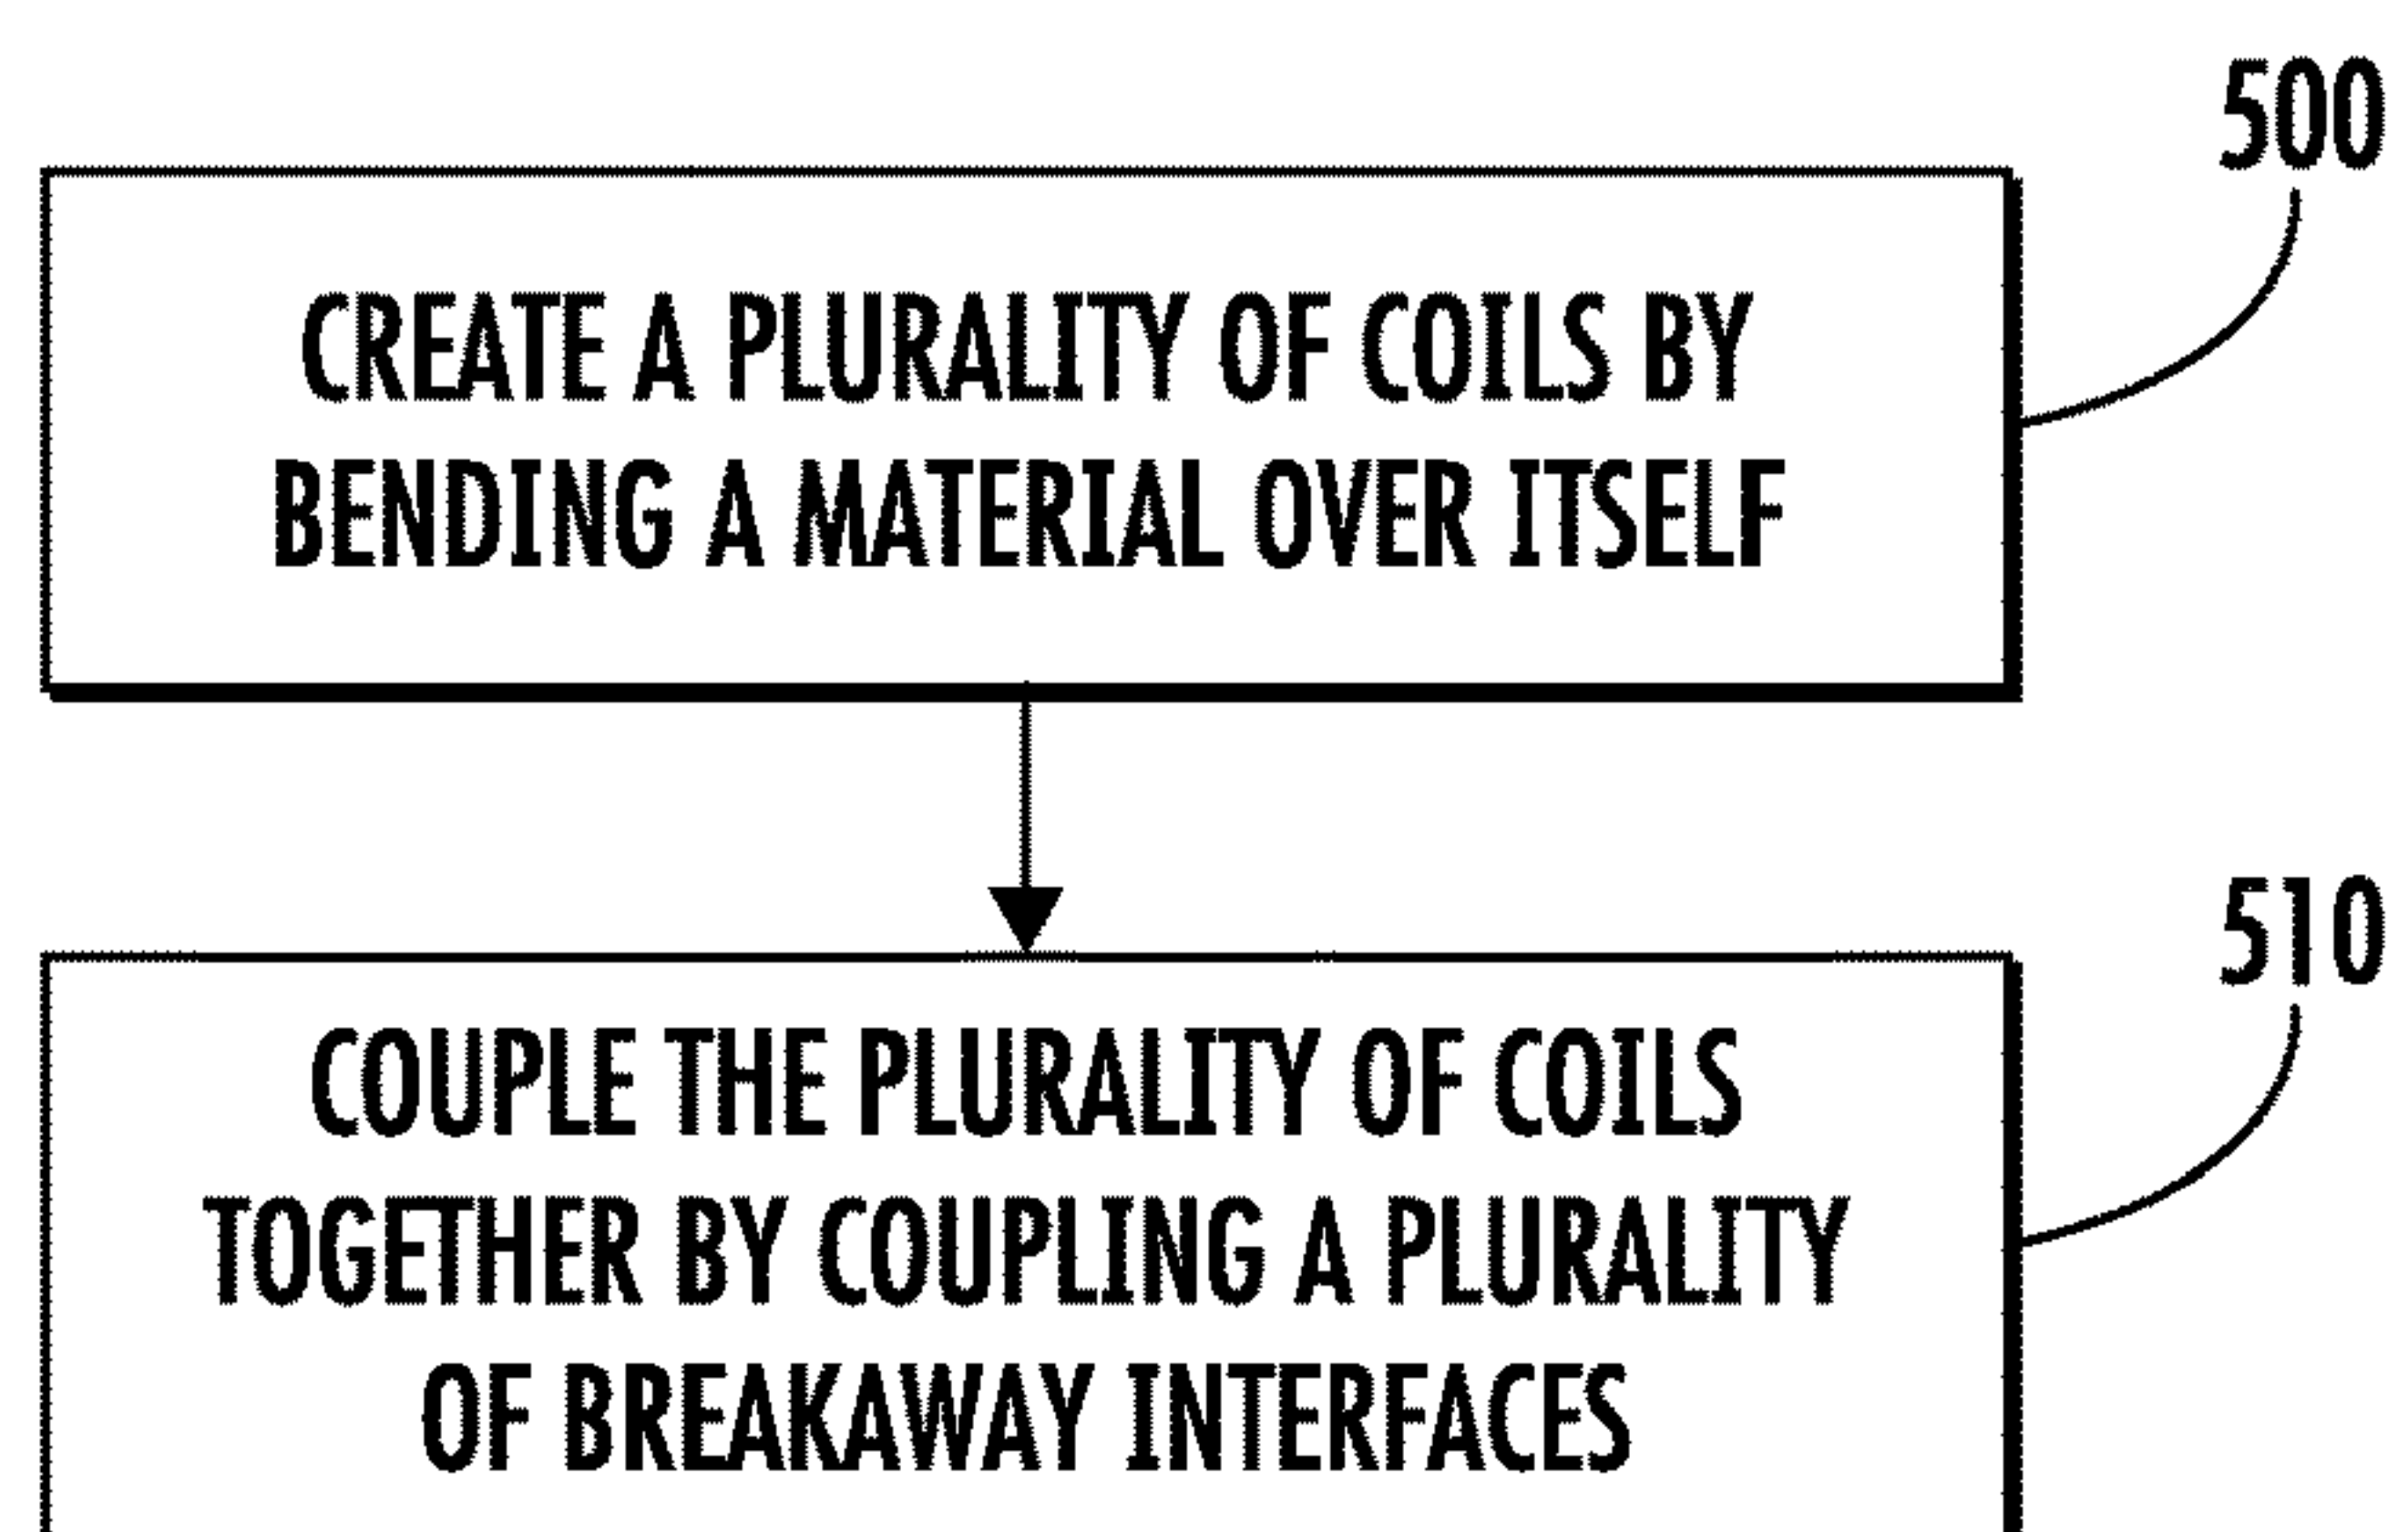 500
CREATE A PLURALITY OF COILS BY
BENDING A MATERIAL OVER ITSELF
510
COUPLE THE PLURALITY OF COILS
TOGETHER BY COUPLING A PLURALITY
OF BREAKAWAY INTERFACES